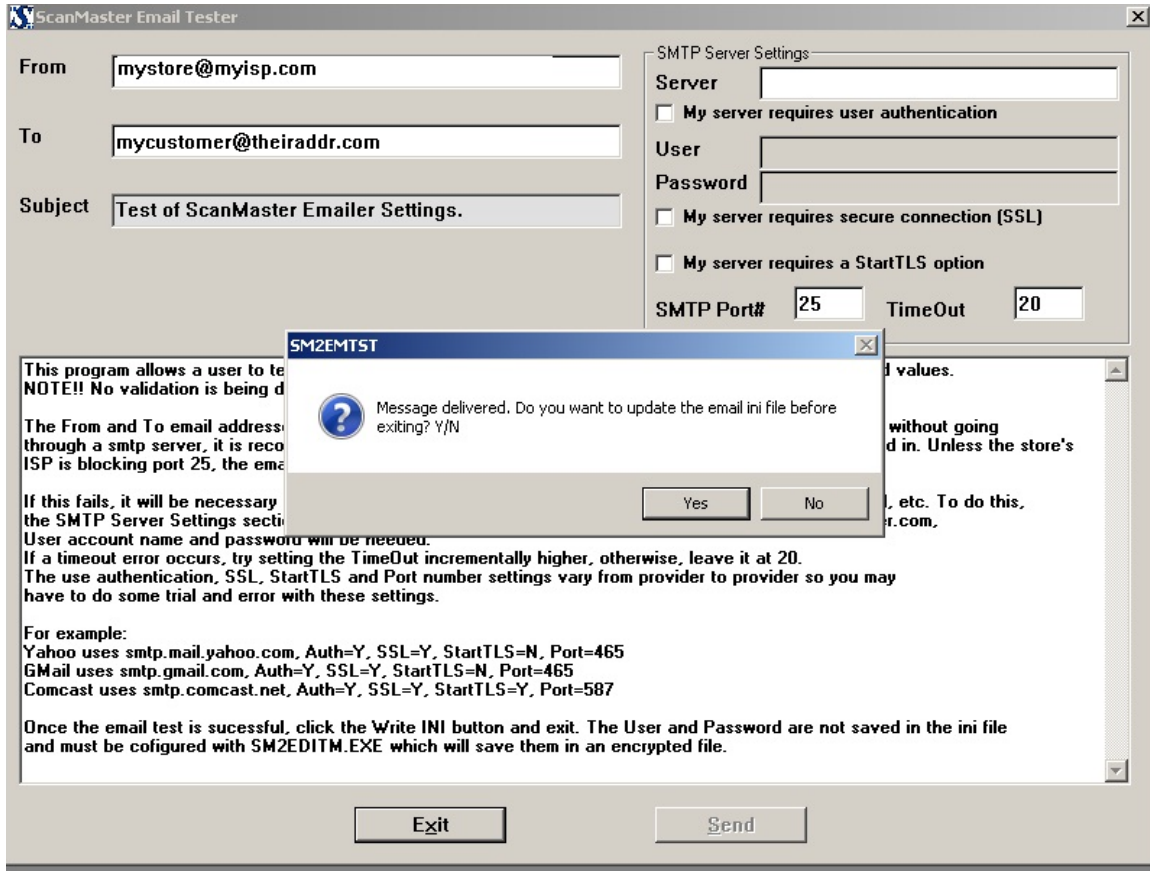 ScanMaster Email Tester
From mystore@myisp.com
To mycustomer@theiraddr.com
Subject Test of ScanMaster Emailer Settings.
SMTP Server Settings
Server
My server requires user authentication
User
Password
My server requires secure connection (SSL)
My server requires a StartTLS option
SMTP Port# 25 TimeOut 20
SM2EMTST
Message delivered. Do you want to update the email ini file before
exiting? Y/N
Yes No
This program allows a user to te d values.
NOTE!! No validation is being d
The From and To email address without going
through a smtp server, it is reco d in. Unless the store's
ISP is blocking port 25, the ema
If this fails, it will be necessary l, etc. To do this,
the SMTP Server Settings secti r.com,
User account name and password will be needed.
If a timeout error occurs, try setting the TimeOut incrementally higher, otherwise, leave it at 20.
The use authentication, SSL, StartTLS and Port number settings vary from provider to provider so you may
have to do some trial and error with these settings.
For example:
Yahoo uses smtp.mail.yahoo.com, Auth=Y, SSL=Y, StartTLS=N, Port=465
GMail uses smtp.gmail.com, Auth=Y, SSL=Y, StartTLS=N, Port=465
Comcast uses smtp.comcast.net, Auth=Y, SSL=Y, StartTLS=Y, Port=587
Once the email test is sucessful, click the Write INI button and exit. The User and Password are not saved in the ini file
and must be cofigured with SM2EDITM.EXE which will save them in an encrypted file.
Exit Send